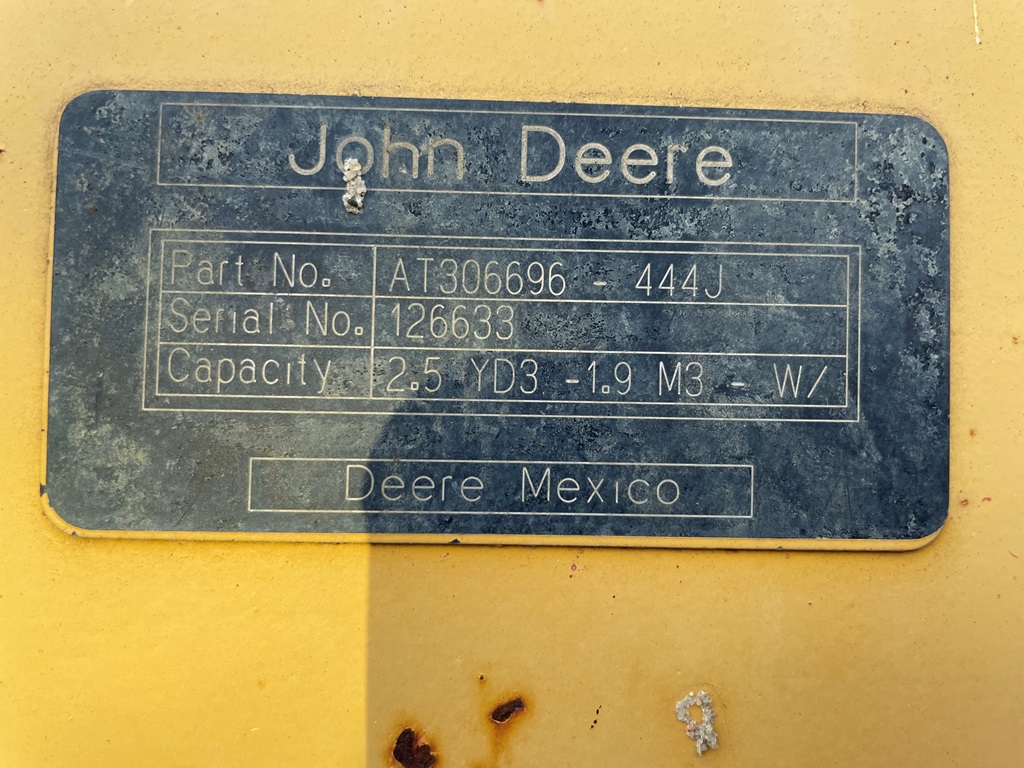 John Deere
Part No. AT306696 - 444J
Serial No. 126633
Capacity 2.5 YD3 -1.9 M3 - W/
Deere Mexico